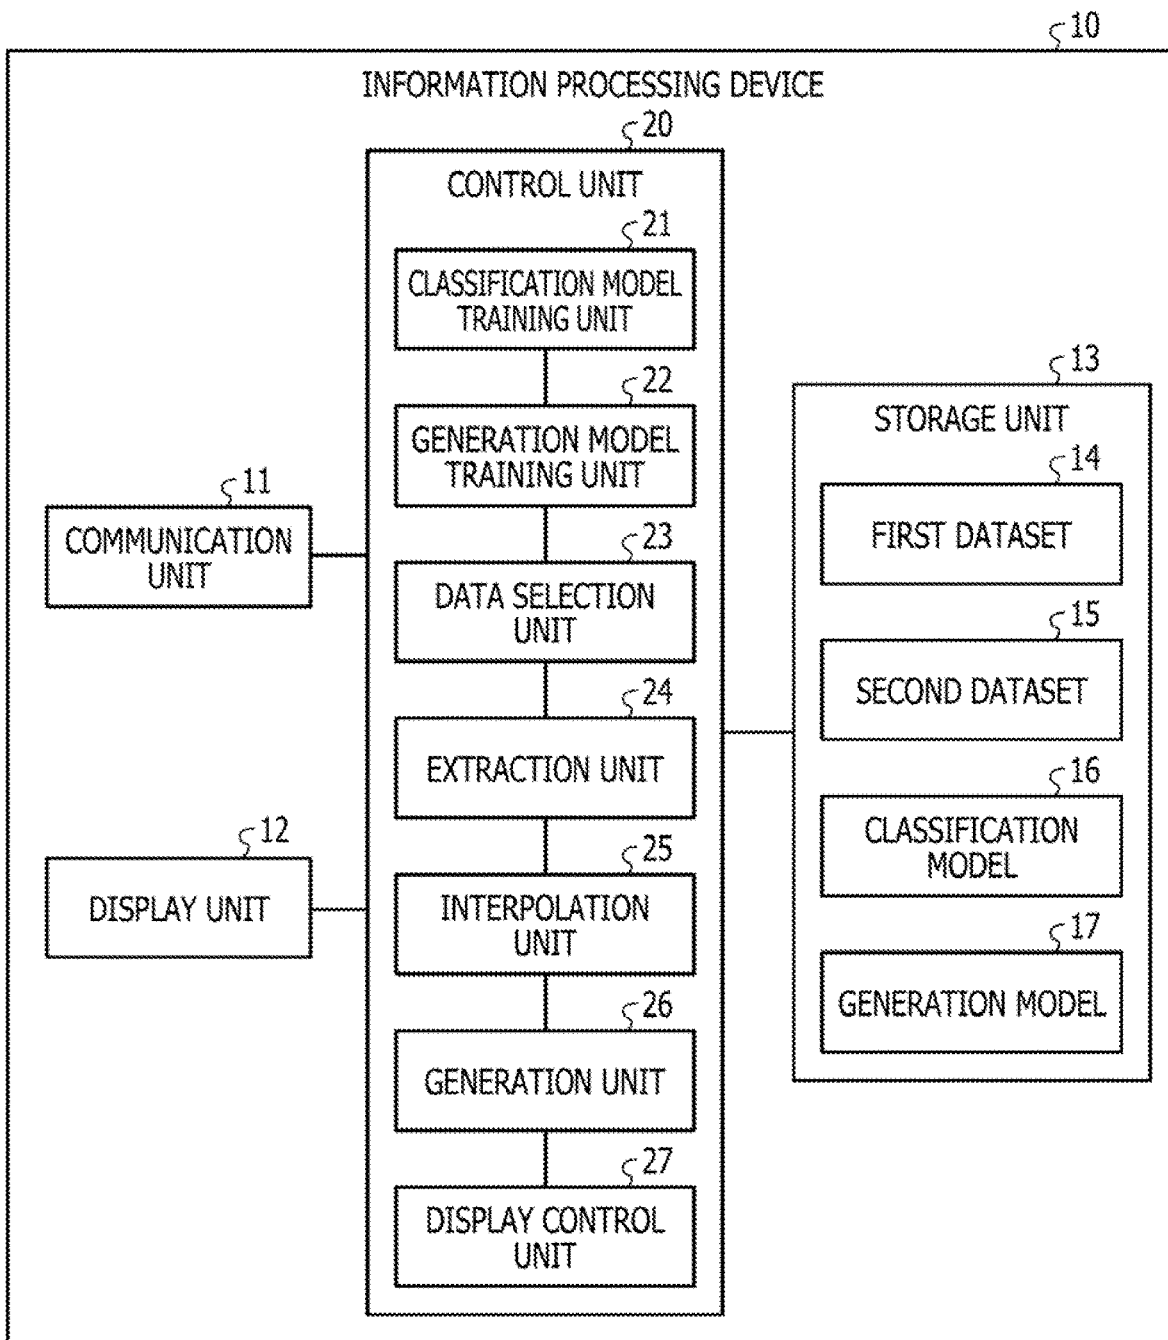 10
INFORMATION PROCESSING DEVICE
20
CONTROL UNIT
21
CLASSIFICATION MODEL
TRAINING UNIT
22
GENERATION MODEL
TRAINING UNIT
23
DATA SELECTION
UNIT
24
EXTRACTION UNIT
25
INTERPOLATION
UNIT
26
GENERATION UNIT
27
DISPLAY CONTROL
UNIT
11
COMMUNICATION
UNIT
12
DISPLAY UNIT
13
STORAGE UNIT
14
FIRST DATASET
15
SECOND DATASET
16
CLASSIFICATION
MODEL
17
GENERATION MODEL